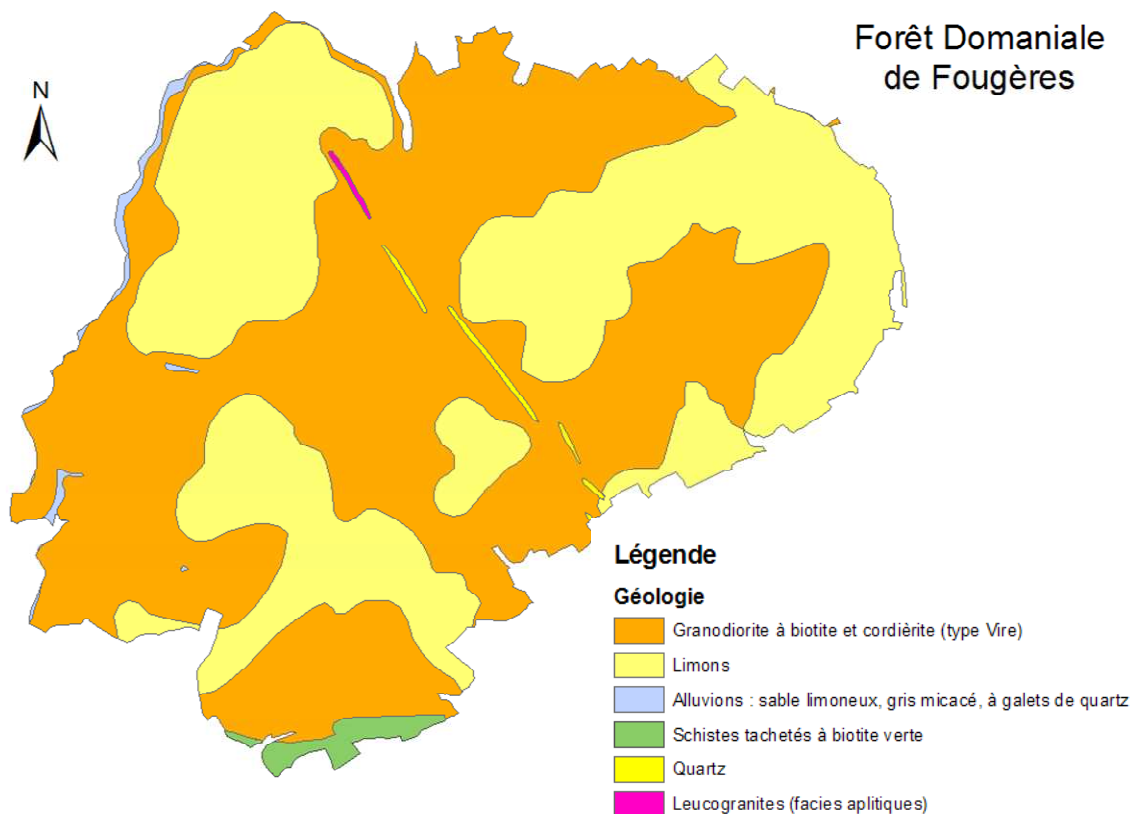 Forêt Domaniale
de Fougères
N
Légende
Géologie
Granodiorite à biotite et cordièrite (type Vire)
Limons
Alluvions : sable limoneux, gris micacé, à galets de quartz
Schistes tachetés à biotite verte
Quartz
Leucogranites (facies aplitiques)